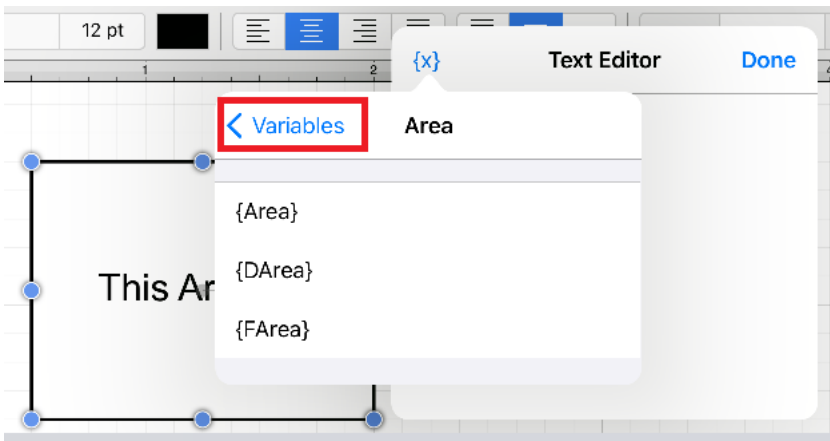 12 pt
1
2
{x} Text Editor Done
Variables Area
{Area}
{DArea}
This Ar
{FArea}